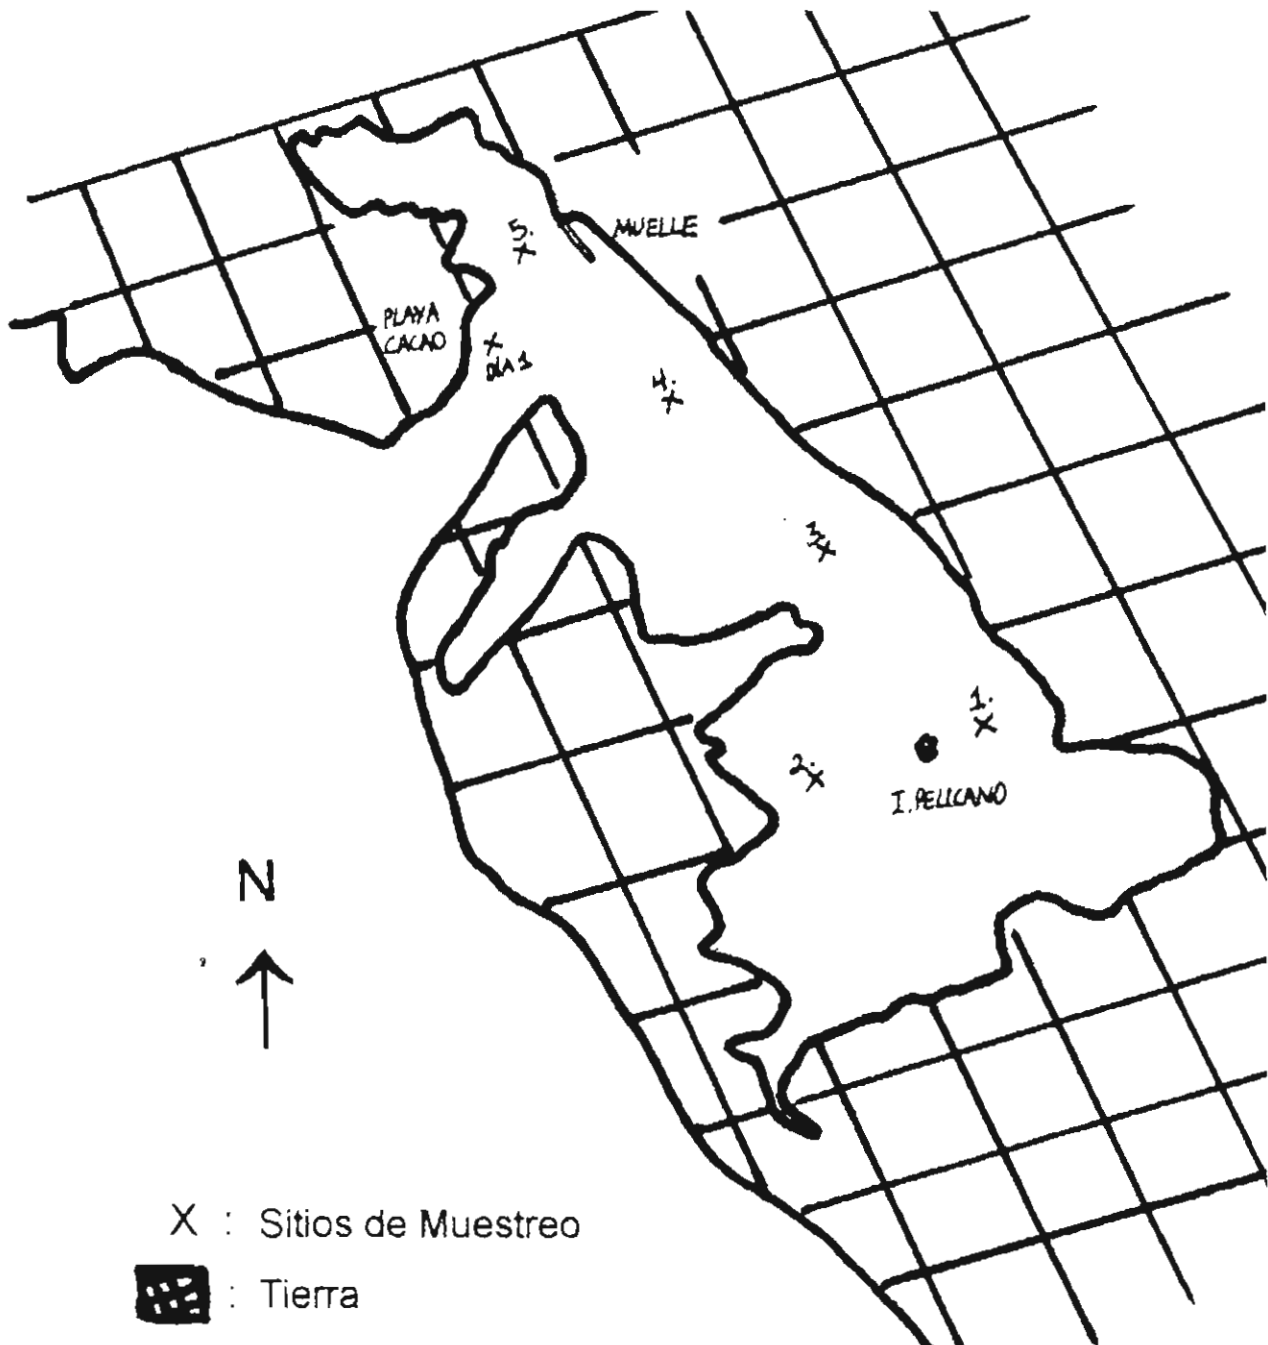 5.
X
MUELLE
PLAYA
CACAO
X
DIA 1
4.
X
3.
X
1.
X
2.
X
I. PELICANO
N
X : Sitios de Muestreo
: Tierra